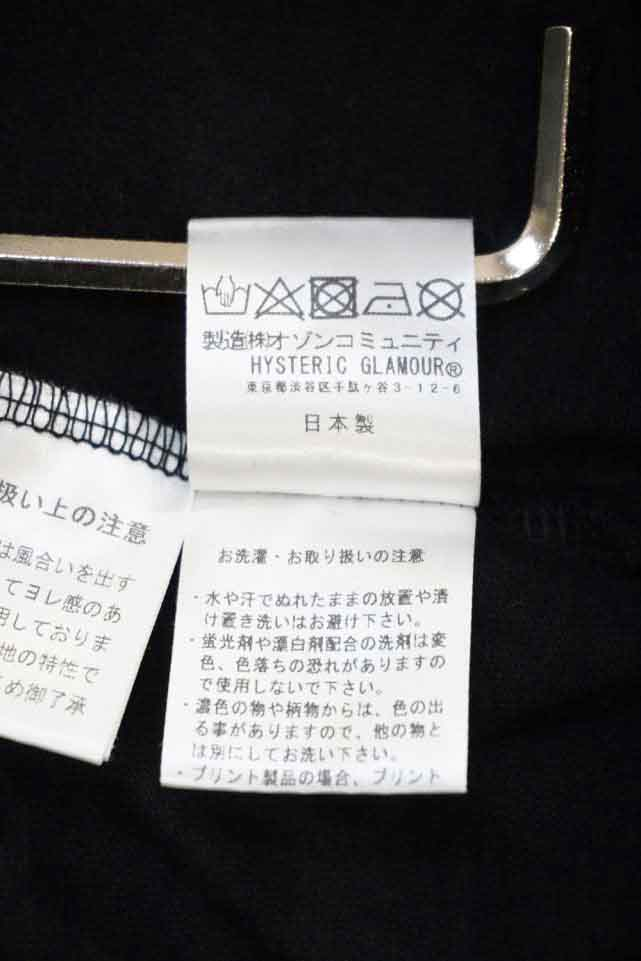 製造㈱オゾンコミュニティ
HYSTERIC GLAMOUR®
東京都渋谷区千駄ヶ谷3-12-6
日本製
お洗濯・お取り扱いの注意
・水や汗でぬれたままの放置や漬
け置き洗いはお避け下さい。
・蛍光剤や漂白剤配合の洗剤は変
色、色落ちの恐れがありますの
で使用しないで下さい。
・濃色の物や柄物からは、色の出
る事がありますので、他の物と
は別にしてお洗い下さい。
・プリント製品の場合、プリント
扱い上の注意
は風合いを出す
てヨレ感のあ
用しておりま
地の特性で
め御了承